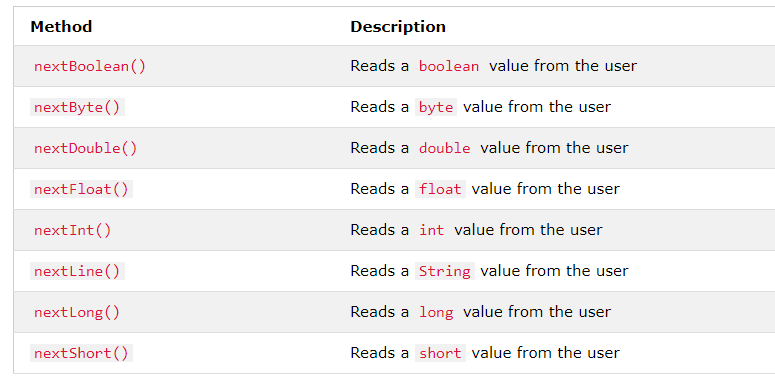 Method Description
nextBoolean() Reads a boolean value from the user
nextByte() Reads a byte value from the user
nextDouble() Reads a double value from the user
nextFloat() Reads a float value from the user
nextInt() Reads a int value from the user
nextLine() Reads a String value from the user
nextLong() Reads a long value from the user
nextShort() Reads a short value from the user